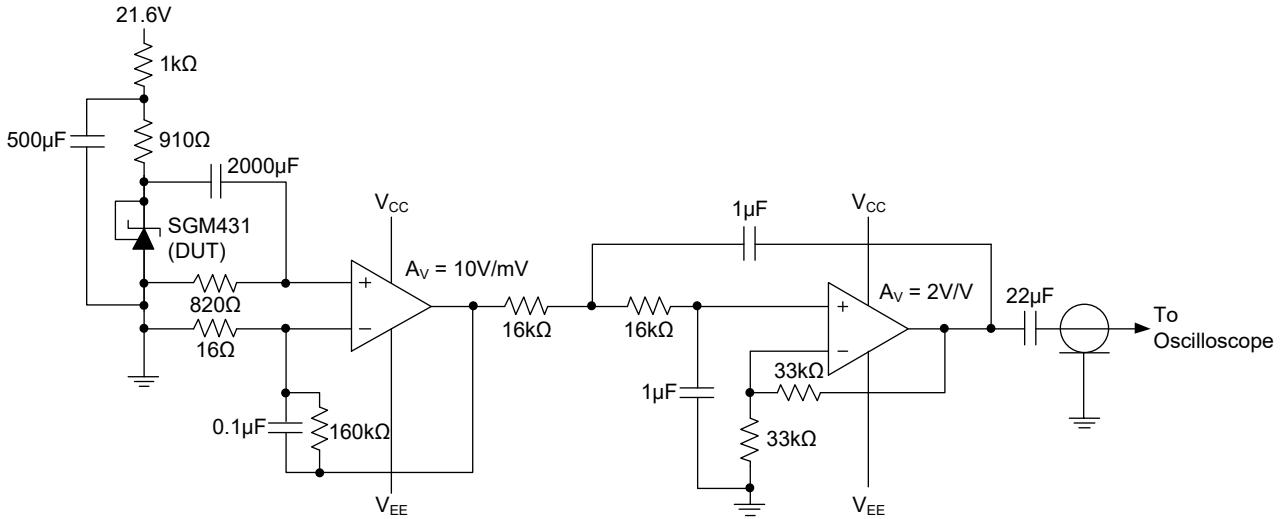 21.6V
1kΩ
500μF
910Ω
2000μF
SGM431
(DUT)
820Ω
16Ω
0.1μF
160kΩ
VCC
AV = 10V/mV
+
−
VEE
16kΩ
16kΩ
1μF
1μF
VCC
AV = 2V/V
+
−
33kΩ
33kΩ
VEE
22μF
To
Oscilloscope